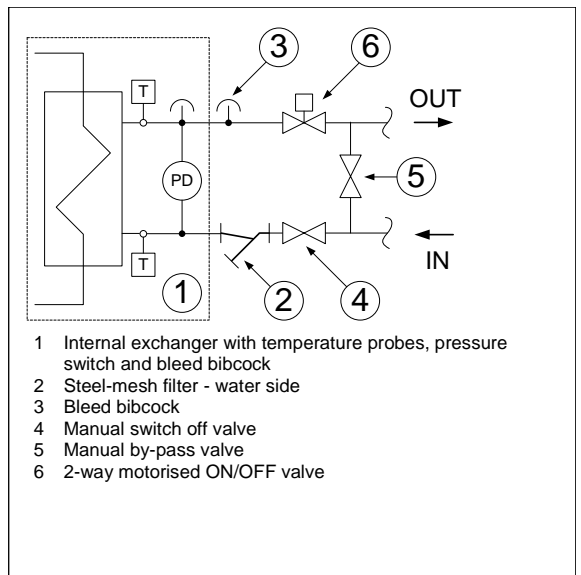 3
6
T
OUT
PD
5
IN
T
1
2
4
1 Internal exchanger with temperature probes, pressure
switch and bleed bibcock
2 Steel-mesh filter - water side
3 Bleed bibcock
4 Manual switch off valve
5 Manual by-pass valve
6 2-way motorised ON/OFF valve